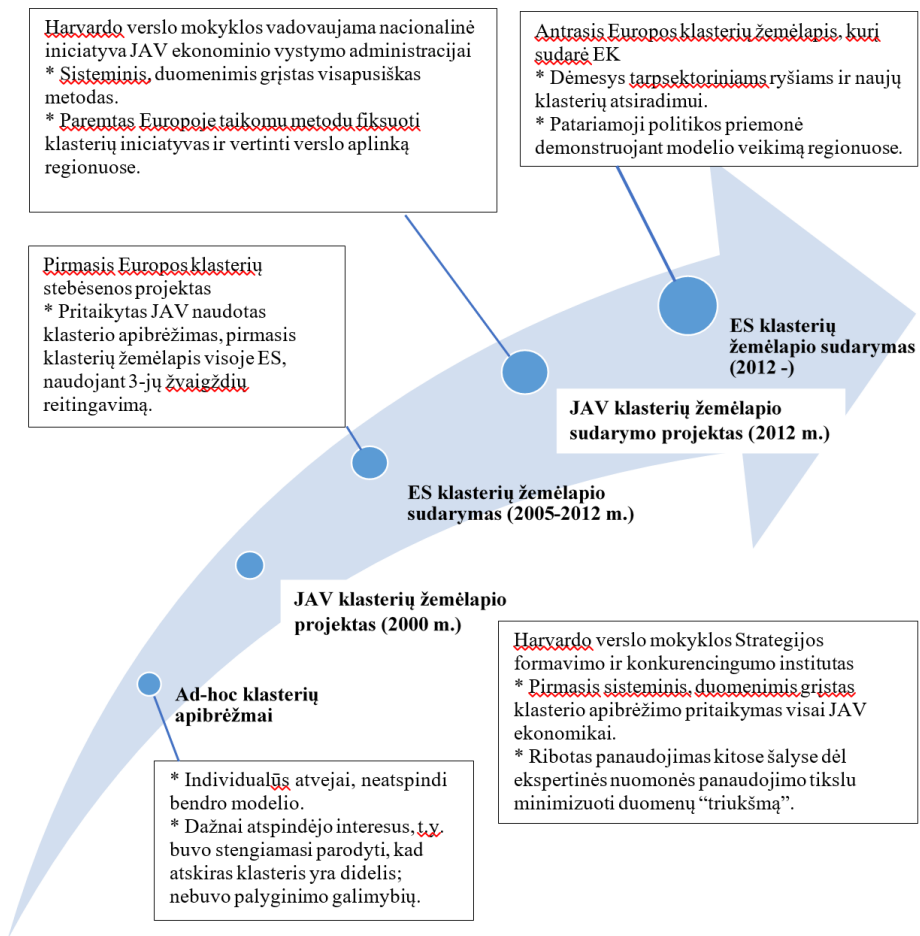 Harvardo verslo mokyklos vadovaujama nacionalinė
iniciatyva JAV ekonominio vystymo administracijai
* Sisteminis, duomenimis grįstas visapusiškas
metodas.
* Paremtas Europoje taikomu metodu fiksuoti
klasterių iniciatyvas ir vertinti verslo aplinką
regionuose.
Antrasis Europos klasterių žemėlapis, kurį
sudarė EK
* Dėmesys tarpsektoriniams ryšiams ir naujų
klasterių atsiradimui.
* Patariamoji politikos priemonė
demonstruojant modelio veikimą regionuose.
Pirmasis Europos klasterių
stebėsenos projektas
* Pritaikytas JAV naudotas
klasterio apibrėžimas, pirmasis
klasterių žemėlapis visoje ES,
naudojant 3-jų žvaigždių
reitingavimą.
ES klasterių
žemėlapio sudarymas
(2012 -)
JAV klasterių žemėlapio
sudarymo projektas (2012 m.)
ES klasterių žemėlapio
sudarymas (2005-2012 m.)
JAV klasterių žemėlapio
projektas (2000 m.)
Harvardo verslo mokyklos Strategijos
formavimo ir konkurencingumo institutas
* Pirmasis sisteminis, duomenimis grįstas
klasterio apibrėžimo pritaikymas visai JAV
ekonomikai.
* Ribotas panaudojimas kitose šalyse dėl
ekspertinės nuomonės panaudojimo tikslu
minimizuoti duomenų “triukšmą”.
Ad-hoc klasterių
apibrėžmai
* Individualūs atvejai, neatspindi
bendro modelio.
* Dažnai atspindėjo interesus, t.y.
buvo stengiamasi parodyti, kad
atskiras klasteris yra didelis;
nebuvo palyginimo galimybių.